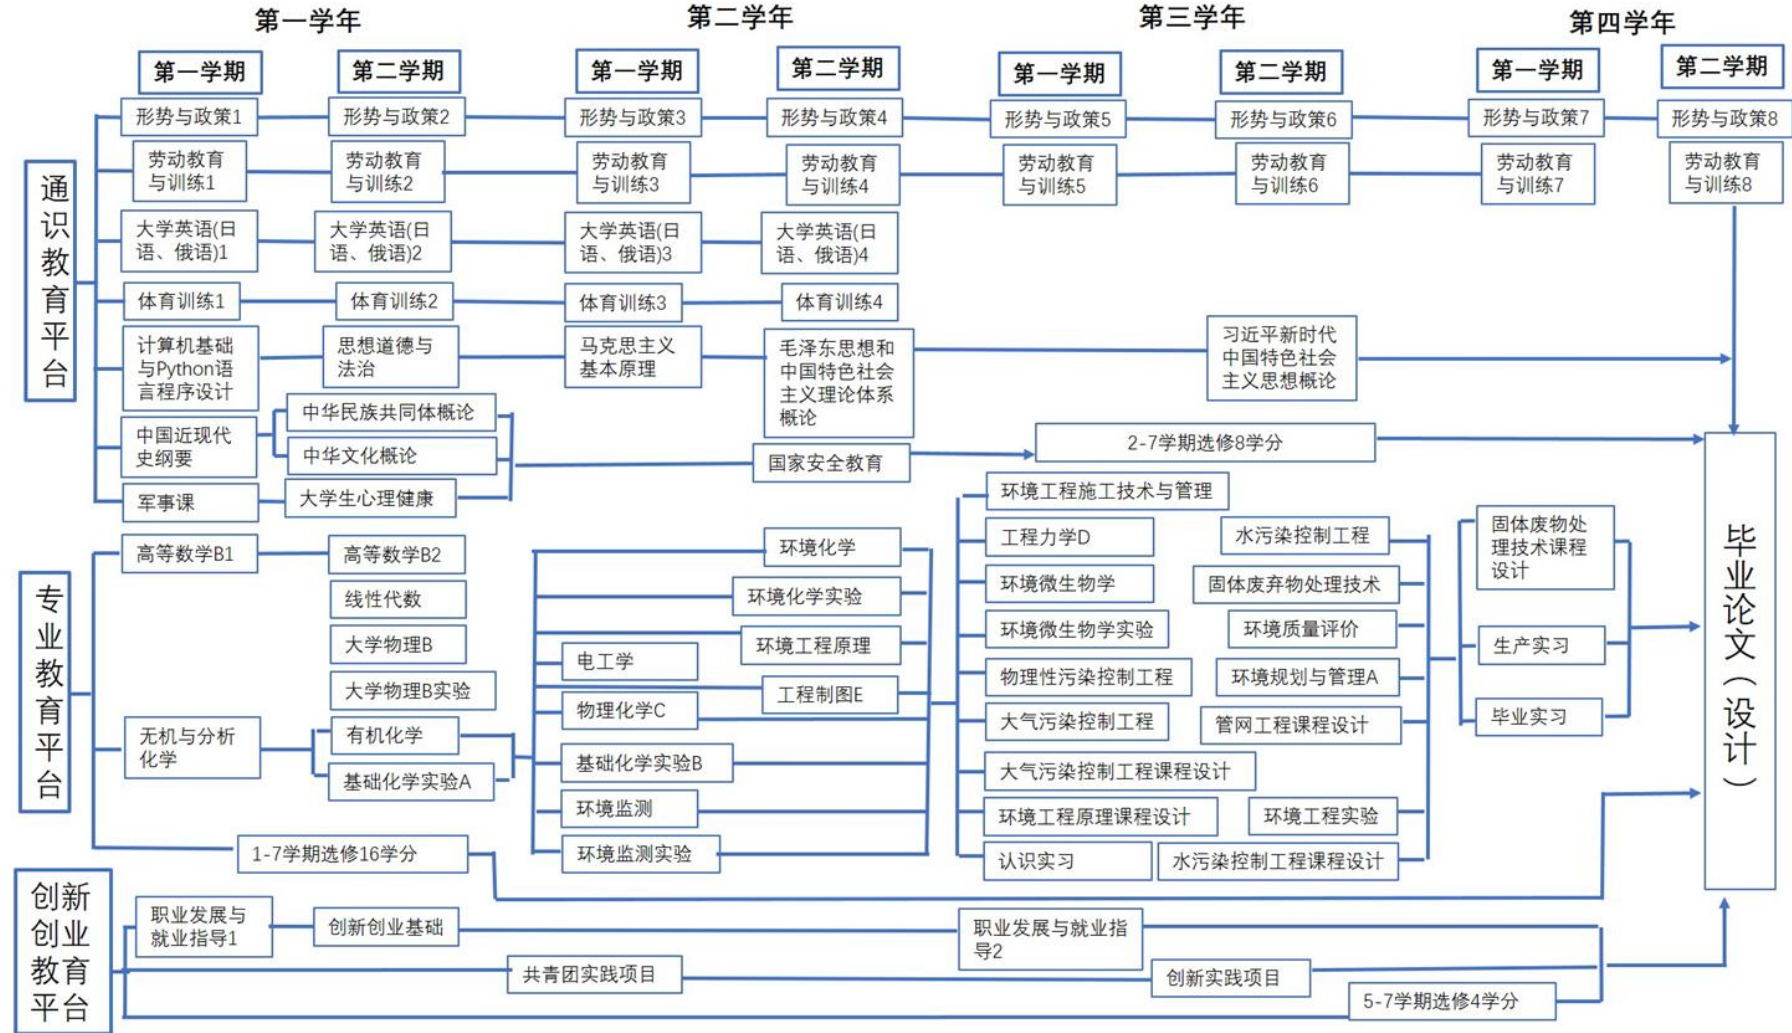 第一学年
第二学年
第三学年
第四学年
第一学期
第二学期
第一学期
第二学期
第一学期
第二学期
第一学期
第二学期
通识教育平台
形势与政策1
形势与政策2
形势与政策3
形势与政策4
形势与政策5
形势与政策6
形势与政策7
形势与政策8
劳动教育
与训练1
劳动教育
与训练2
劳动教育
与训练3
劳动教育
与训练4
劳动教育
与训练5
劳动教育
与训练6
劳动教育
与训练7
劳动教育
与训练8
大学英语(日
语、俄语)1
大学英语(日
语、俄语)2
大学英语(日
语、俄语)3
大学英语(日
语、俄语)4
体育训练1
体育训练2
体育训练3
体育训练4
计算机基础
与Python语
言程序设计
思想道德与
法治
马克思主义
基本原理
毛泽东思想和
中国特色社会
主义理论体系
概论
习近平新时代
中国特色社会
主义思想概论
中国近现代
史纲要
中华民族共同体概论
中华文化概论
国家安全教育
2-7学期选修8学分
军事课
大学生心理健康
专业教育平台
高等数学B1
高等数学B2
线性代数
大学物理B
大学物理B实验
无机与分析
化学
有机化学
基础化学实验A
1-7学期选修16学分
环境化学
环境化学实验
环境工程原理
电工学
工程制图E
物理化学C
基础化学实验B
环境监测
环境监测实验
环境工程施工技术与管理
工程力学D
水污染控制工程
环境微生物学
固体废弃物处理技术
环境微生物学实验
环境质量评价
物理性污染控制工程
环境规划与管理A
大气污染控制工程
管网工程课程设计
大气污染控制工程课程设计
环境工程原理课程设计
环境工程实验
认识实习
水污染控制工程课程设计
固体废物处
理技术课程
设计
生产实习
毕业实习
毕业论文（设计）
创新
创业
教育
平台
职业发展与
就业指导1
创新创业基础
职业发展与就业指
导2
共青团实践项目
创新实践项目
5-7学期选修4学分